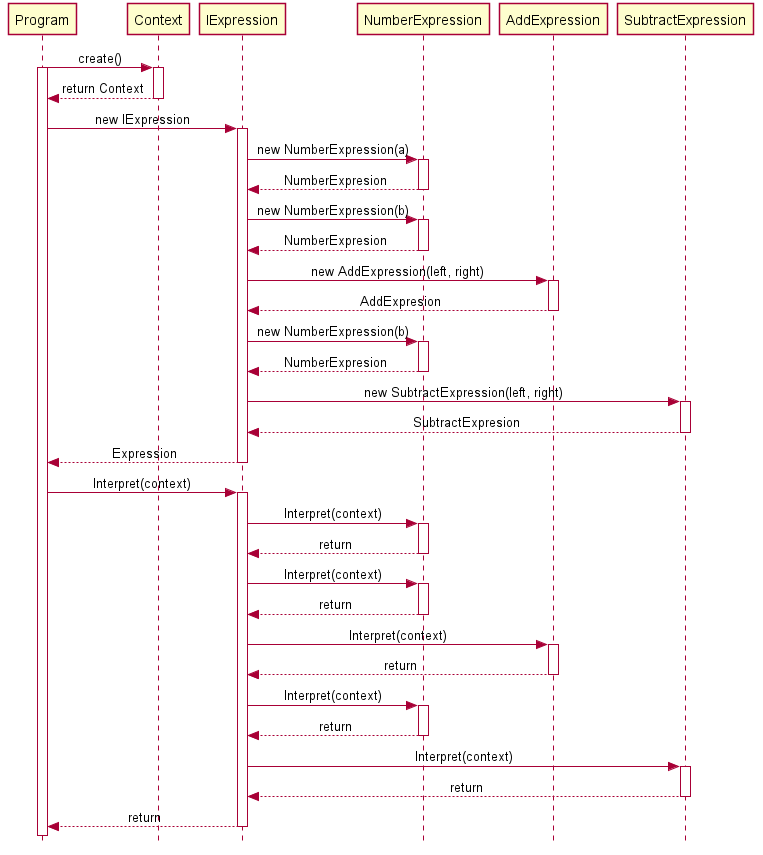 Program
Context
IExpression
NumberExpression
AddExpression
SubtractExpression
create()
return Context
new IExpression
new NumberExpression(a)
NumberExpresion
new NumberExpression(b)
NumberExpresion
new AddExpression(left, right)
AddExpresion
new NumberExpression(b)
NumberExpresion
new SubtractExpression(left, right)
SubtractExpresion
Expression
Interpret(context)
Interpret(context)
return
Interpret(context)
return
Interpret(context)
return
Interpret(context)
return
Interpret(context)
return
return